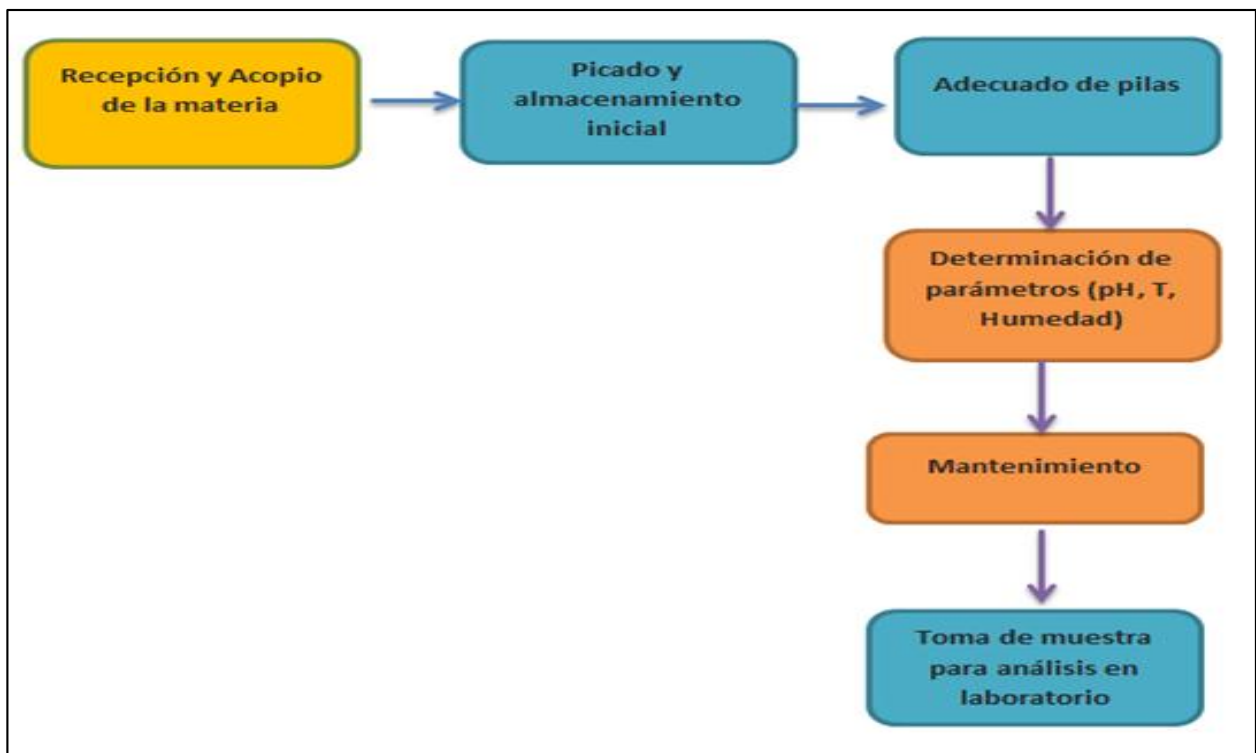 Recepción y Acopio
de la materia
Picado y
almacenamiento
inicial
Adecuado de pilas
Determinación de
parámetros (pH, T,
Humedad)
Mantenimiento
Toma de muestra
para análisis en
laboratorio